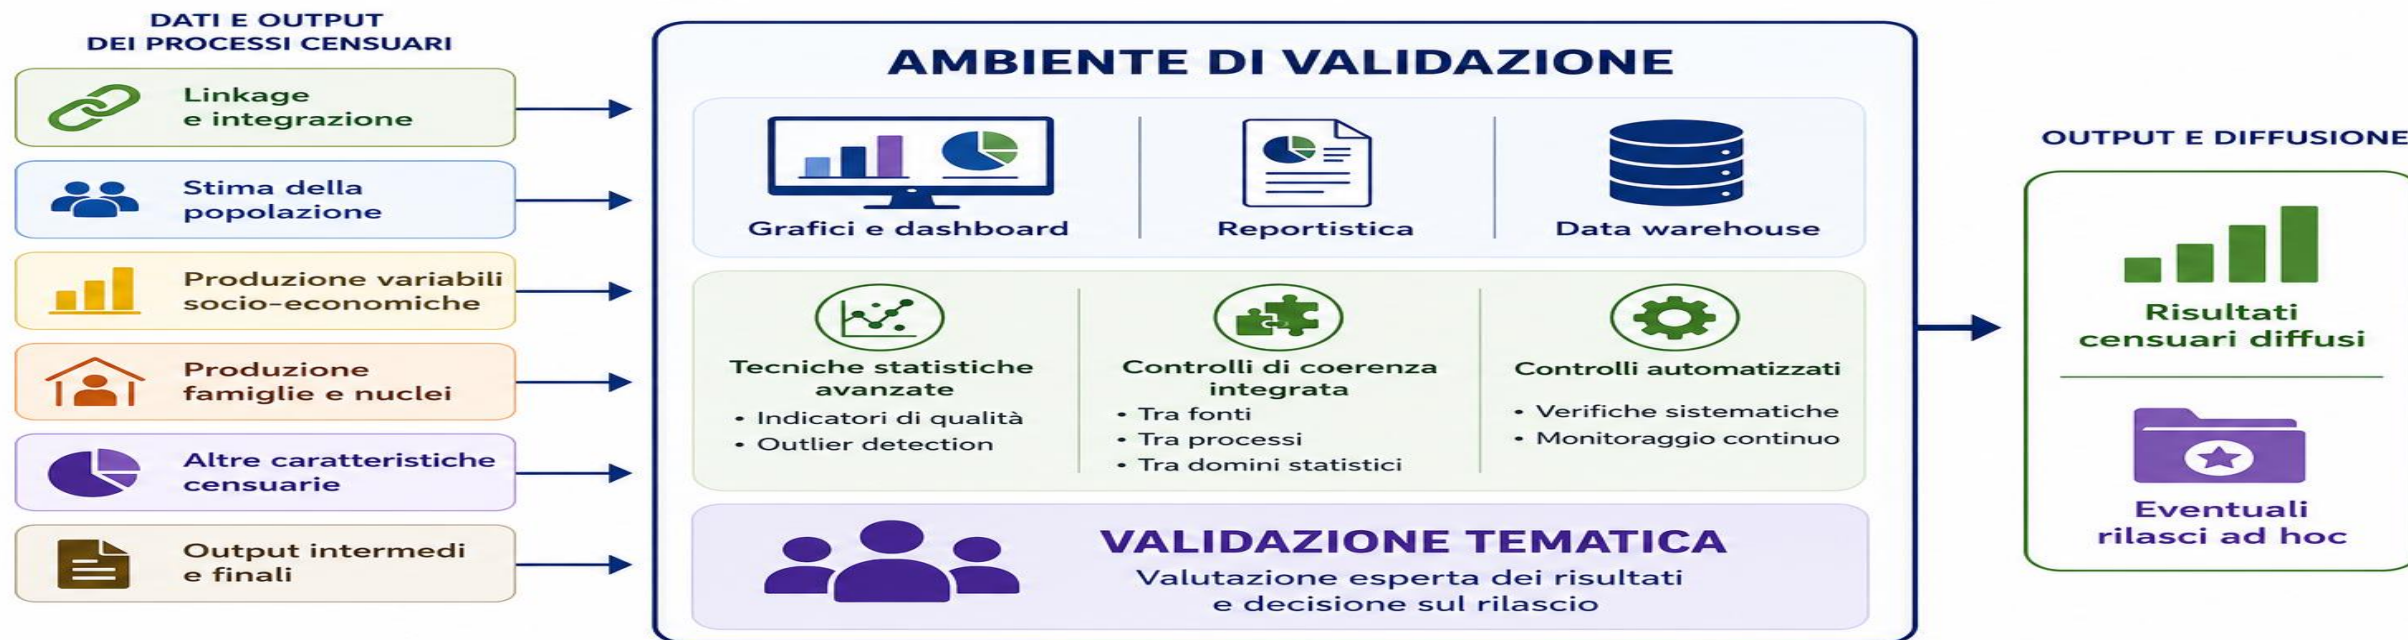 DATI E OUTPUT
DEI PROCESSI CENSUARI
Linkage
e integrazione
Stima della
popolazione
Produzione variabili
socio-economiche
Produzione
famiglie e nuclei
Altre caratteristiche
censuarie
Output intermedi
e finali
AMBIENTE DI VALIDAZIONE
Grafici e dashboard
Reportistica
Data warehouse
Tecniche statistiche
avanzate
• Indicatori di qualità
• Outlier detection
Controlli di coerenza
integrata
• Tra fonti
• Tra processi
• Tra domini statistici
Controlli automatizzati
• Verifiche sistematiche
• Monitoraggio continuo
VALIDAZIONE TEMATICA
Valutazione esperta dei risultati
e decisione sul rilascio
OUTPUT E DIFFUSIONE
Risultati
censuari diffusi
Eventuali
rilasci ad hoc